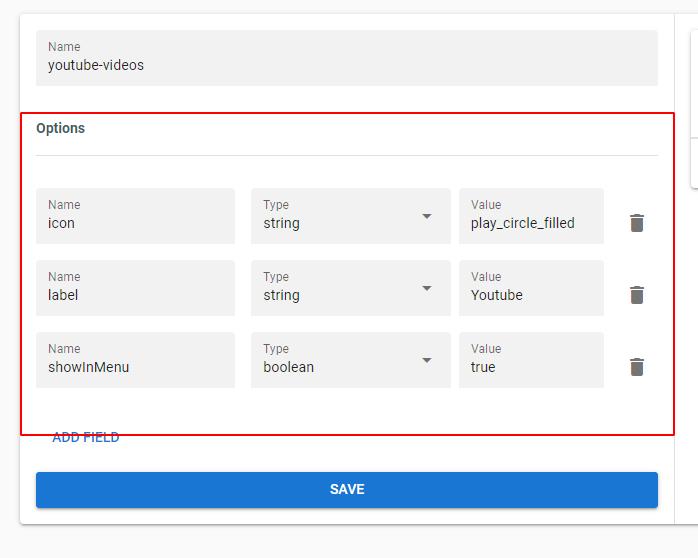 Name
youtube-videos
Options
Name Type Value
icon string play_circle_filled
Name Type Value
label string Youtube
Name Type Value
showInMenu boolean true
ADD FIELD
SAVE